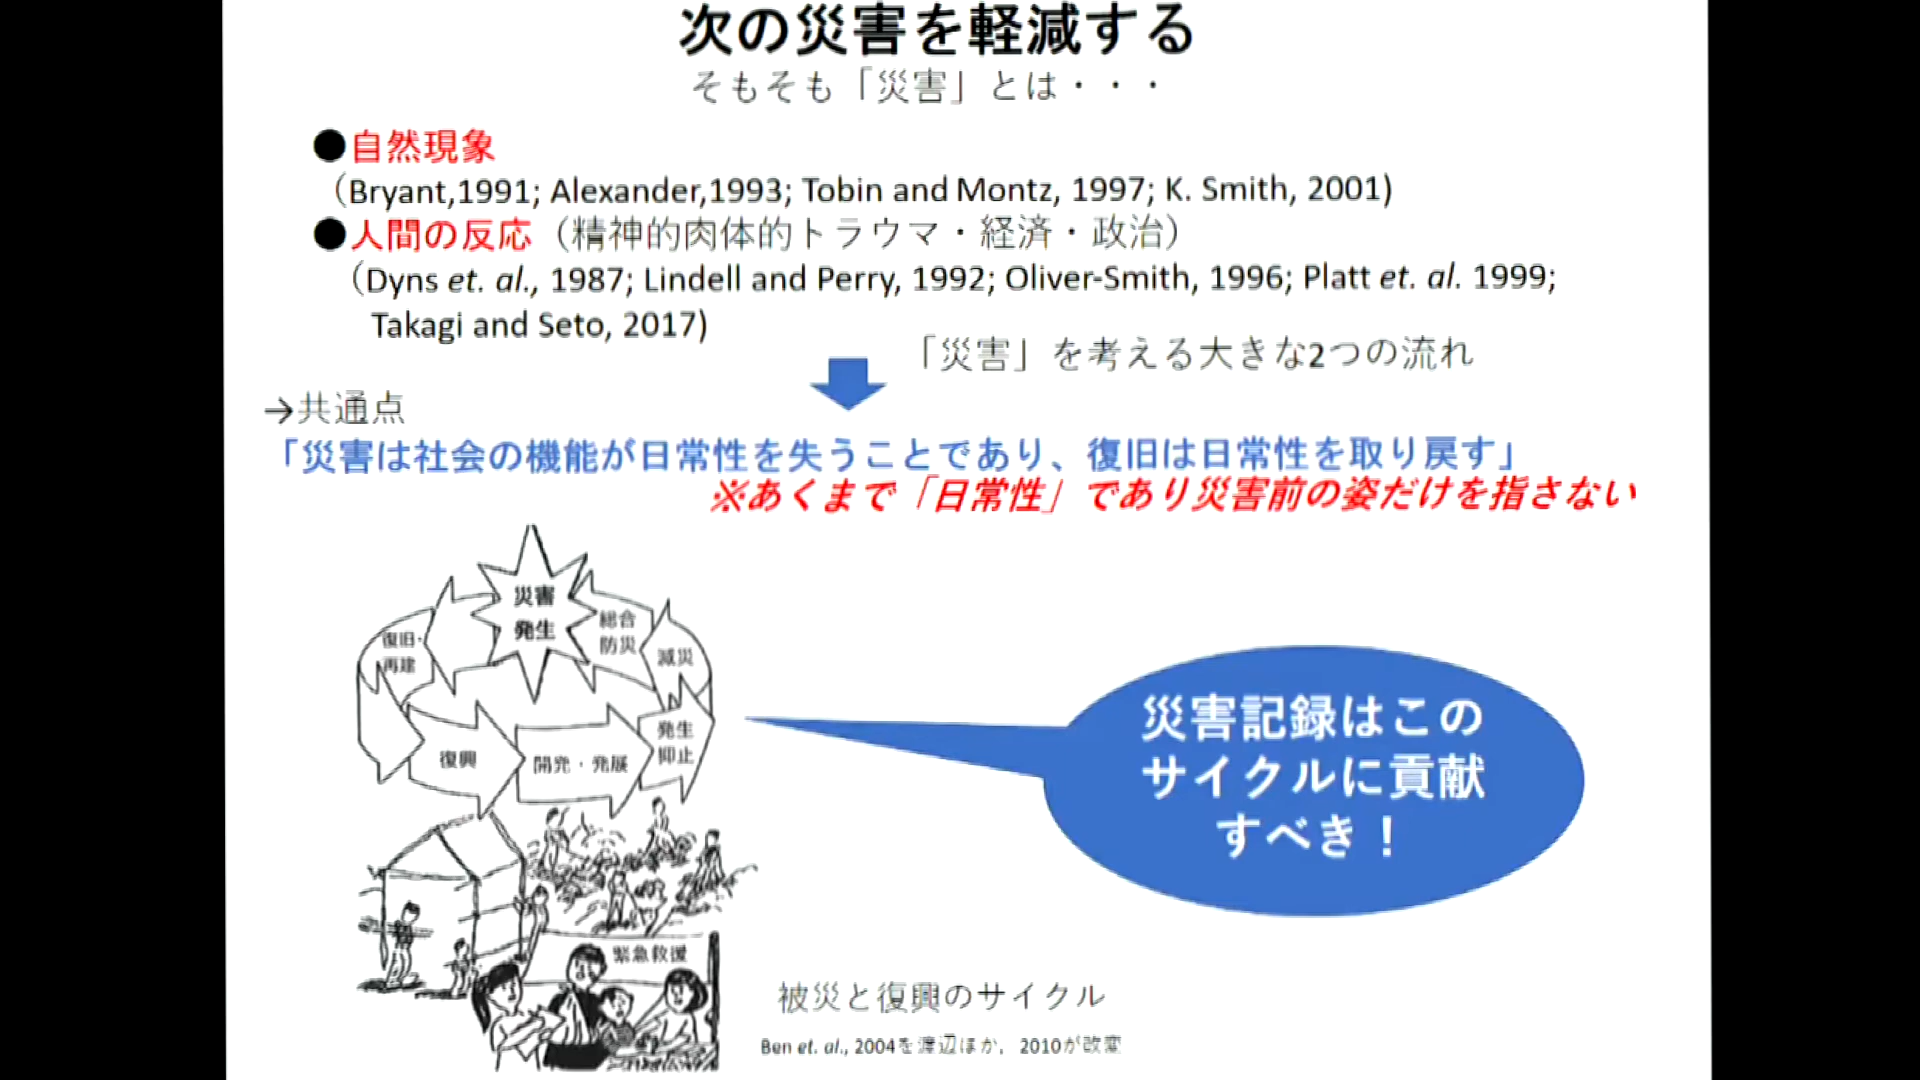 次の災害を軽減する
そもそも「災害」とは・・・
●自然現象
（Bryant,1991; Alexander,1993; Tobin and Montz, 1997; K. Smith, 2001)
●人間の反応（精神的肉体的トラウマ・経済・政治）
（Dyns et. al., 1987; Lindell and Perry, 1992; Oliver-Smith, 1996; Platt et. al. 1999;
Takagi and Seto, 2017)
「災害」を考える大きな2つの流れ
→共通点
「災害は社会の機能が日常性を失うことであり、復旧は日常性を取り戻す」
※あくまで「日常性」であり災害前の姿だけを指さない
災害
発生
総合
防災
減災
発生
抑止
開発・発展
復興
復旧・
再建
緊急救援
災害記録はこの
サイクルに貢献
すべき！
被災と復興のサイクル
Ben et. al., 2004を渡辺ほか，2010が改変